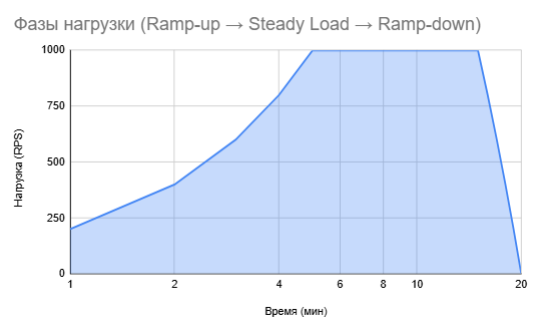 Фазы нагрузки (Ramp-up → Steady Load → Ramp-down)
1000
750
500
250
0
Нагрузка (RPS)
1 2 4 6 8 10 20
Время (мин)